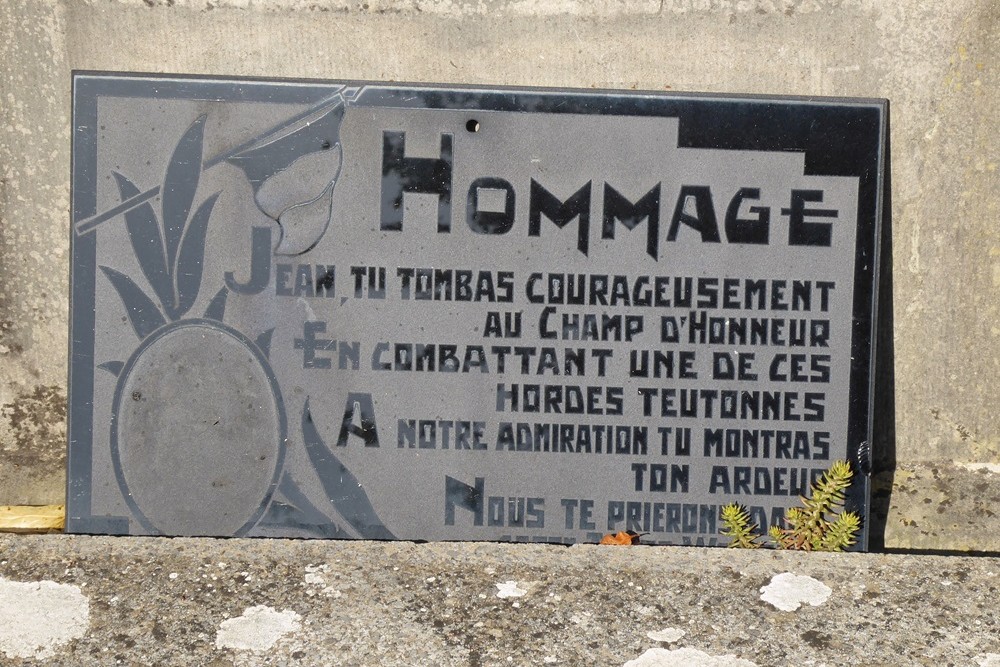 HOMMAGE
JEAN, TU TOMBAS COURAGEUSEMENT
AU CHAMP D'HONNEUR
EN COMBATTANT UNE DE CES
HORDES TEUTONNES
A NOTRE ADMIRATION TU MONTRAS
TON ARDEUR
NOÜS TE PRIERONS